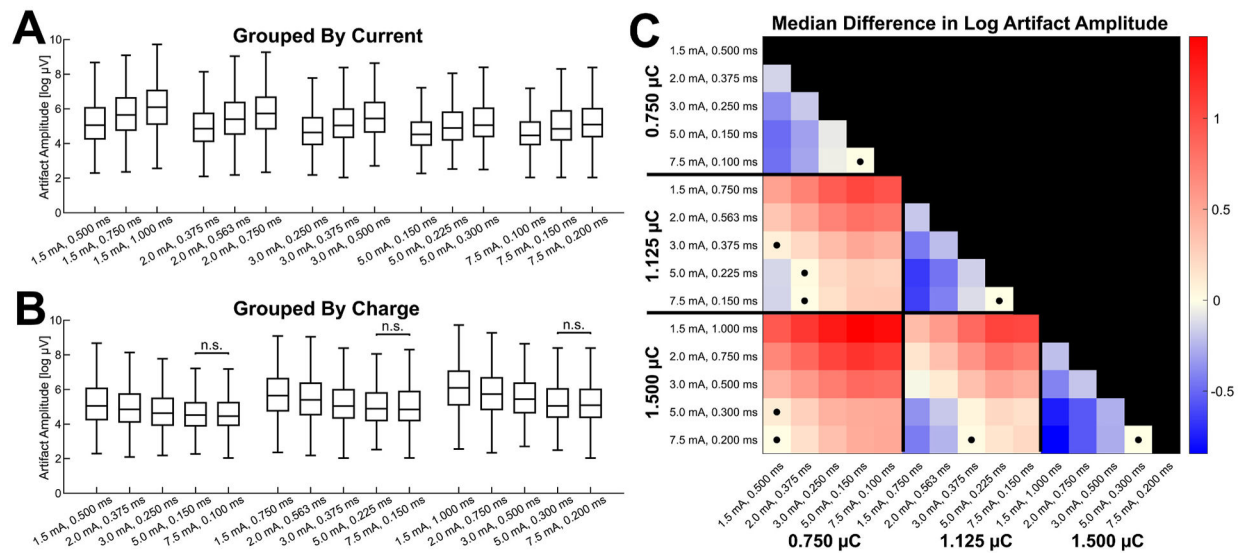 A
Grouped By Current
Artifact Amplitude [log µV]
10
8
6
4
2
0
1.5 mA, 0.500 ms
1.5 mA, 0.750 ms
1.5 mA, 1.000 ms
2.0 mA, 0.375 ms
2.0 mA, 0.563 ms
2.0 mA, 0.750 ms
3.0 mA, 0.250 ms
3.0 mA, 0.375 ms
3.0 mA, 0.500 ms
5.0 mA, 0.150 ms
5.0 mA, 0.225 ms
5.0 mA, 0.300 ms
7.5 mA, 0.100 ms
7.5 mA, 0.150 ms
7.5 mA, 0.200 ms
B
Grouped By Charge
Artifact Amplitude [log µV]
10
8
6
4
2
0
n.s.
n.s.
n.s.
1.5 mA, 0.500 ms
2.0 mA, 0.375 ms
3.0 mA, 0.250 ms
5.0 mA, 0.150 ms
7.5 mA, 0.100 ms
1.5 mA, 0.750 ms
2.0 mA, 0.563 ms
3.0 mA, 0.375 ms
5.0 mA, 0.225 ms
7.5 mA, 0.150 ms
1.5 mA, 1.000 ms
2.0 mA, 0.750 ms
3.0 mA, 0.500 ms
5.0 mA, 0.300 ms
7.5 mA, 0.200 ms
C
Median Difference in Log Artifact Amplitude
0.750 µC
1.5 mA, 0.500 ms
2.0 mA, 0.375 ms
3.0 mA, 0.250 ms
5.0 mA, 0.150 ms
7.5 mA, 0.100 ms
1.125 µC
1.5 mA, 0.750 ms
2.0 mA, 0.563 ms
3.0 mA, 0.375 ms
5.0 mA, 0.225 ms
7.5 mA, 0.150 ms
1.500 µC
1.5 mA, 1.000 ms
2.0 mA, 0.750 ms
3.0 mA, 0.500 ms
5.0 mA, 0.300 ms
7.5 mA, 0.200 ms
1.5 mA, 0.500 ms
2.0 mA, 0.375 ms
3.0 mA, 0.250 ms
5.0 mA, 0.150 ms
7.5 mA, 0.100 ms
1.5 mA, 0.750 ms
2.0 mA, 0.563 ms
3.0 mA, 0.375 ms
5.0 mA, 0.225 ms
7.5 mA, 0.150 ms
1.5 mA, 1.000 ms
2.0 mA, 0.750 ms
3.0 mA, 0.500 ms
5.0 mA, 0.300 ms
7.5 mA, 0.200 ms
0.750 µC
1.125 µC
1.500 µC
1
0.5
0
-0.5